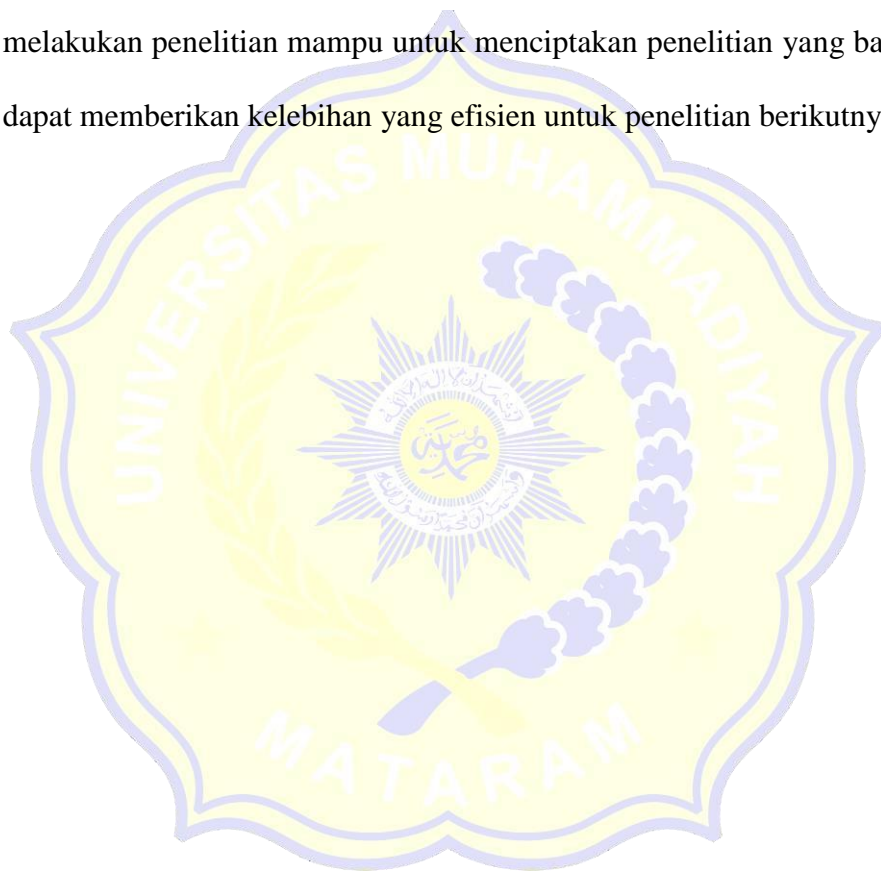 melakukan penelitian mampu untuk menciptakan penelitian yang ba
dapat memberikan kelebihan yang efisien untuk penelitian berikutny
UNIVERSITAS MUHAMMADIYAH
MATARAM